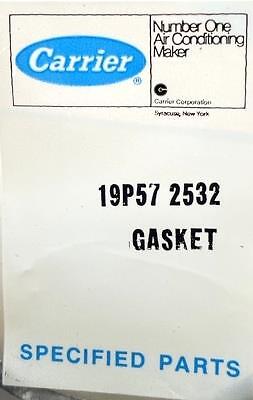 Carrier
®
Number One
Air Conditioning
Maker
Carrier Corporation
Syracuse, New York
19P57 2532
GASKET
SPECIFIED PARTS